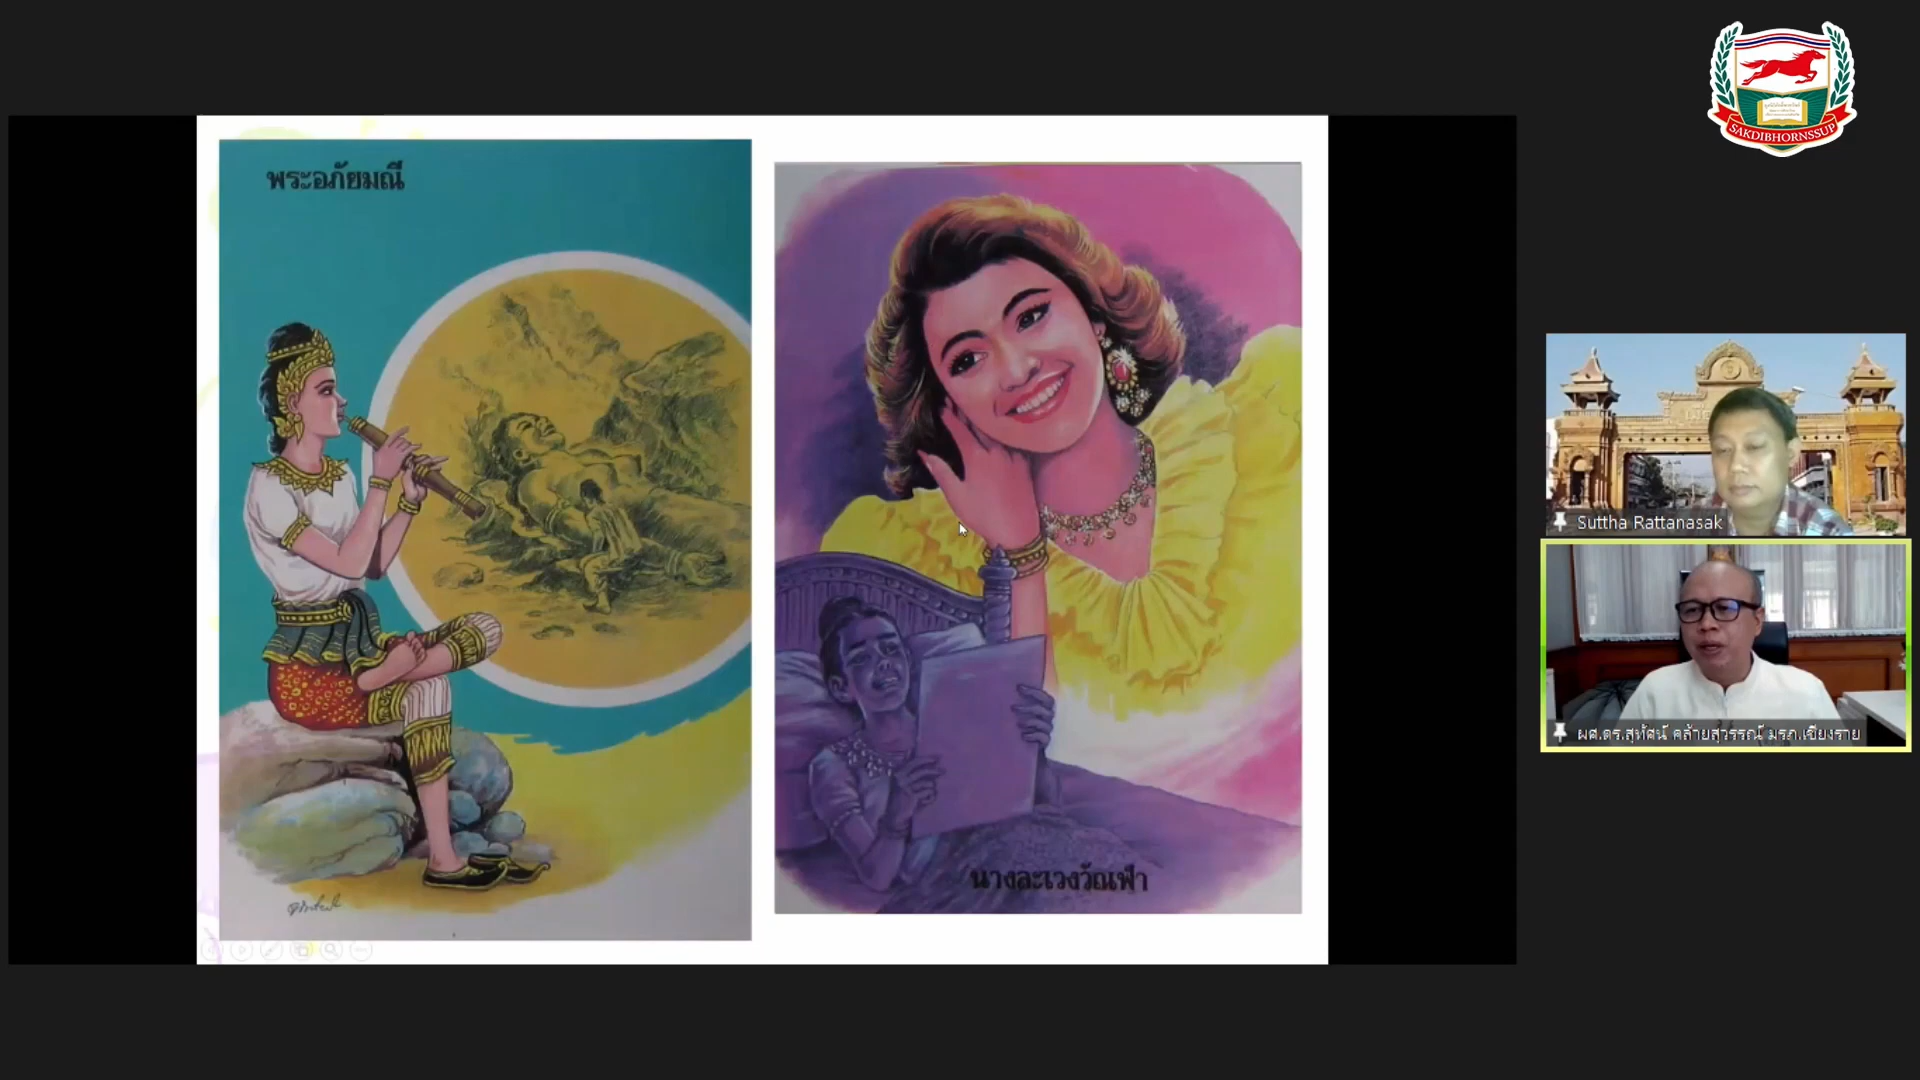 พระอภัยมณี
นางละเวงวัณฬา
SAKDIBHORNSSUP
Suttha Rattanasak
ผศ.ดร.สุทัศน์ คล้ายสุวรรณ์ มรภ.เชียงราย